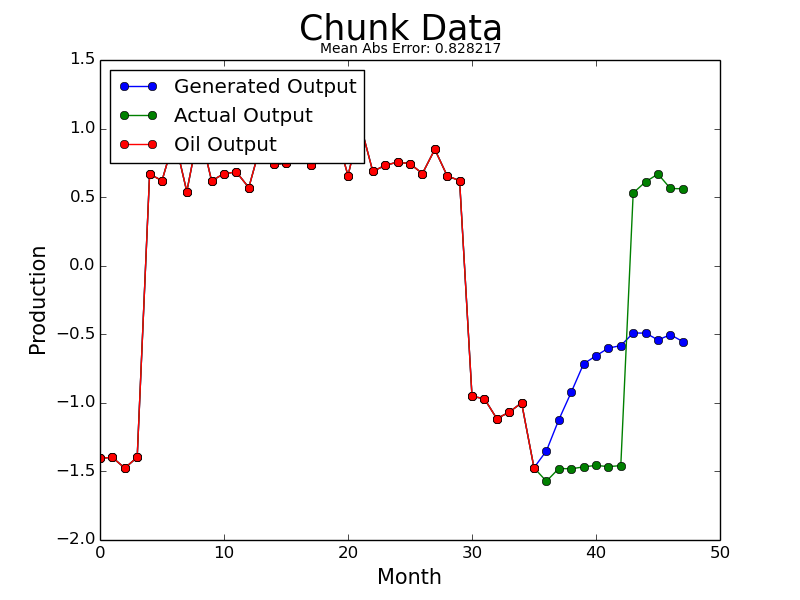 Chunk Data
Mean Abs Error: 0.828217
Generated Output
Actual Output
Oil Output
1.5
1.0
0.5
0.0
−0.5
−1.0
−1.5
−2.0
Production
0 10 20 30 40 50
Month